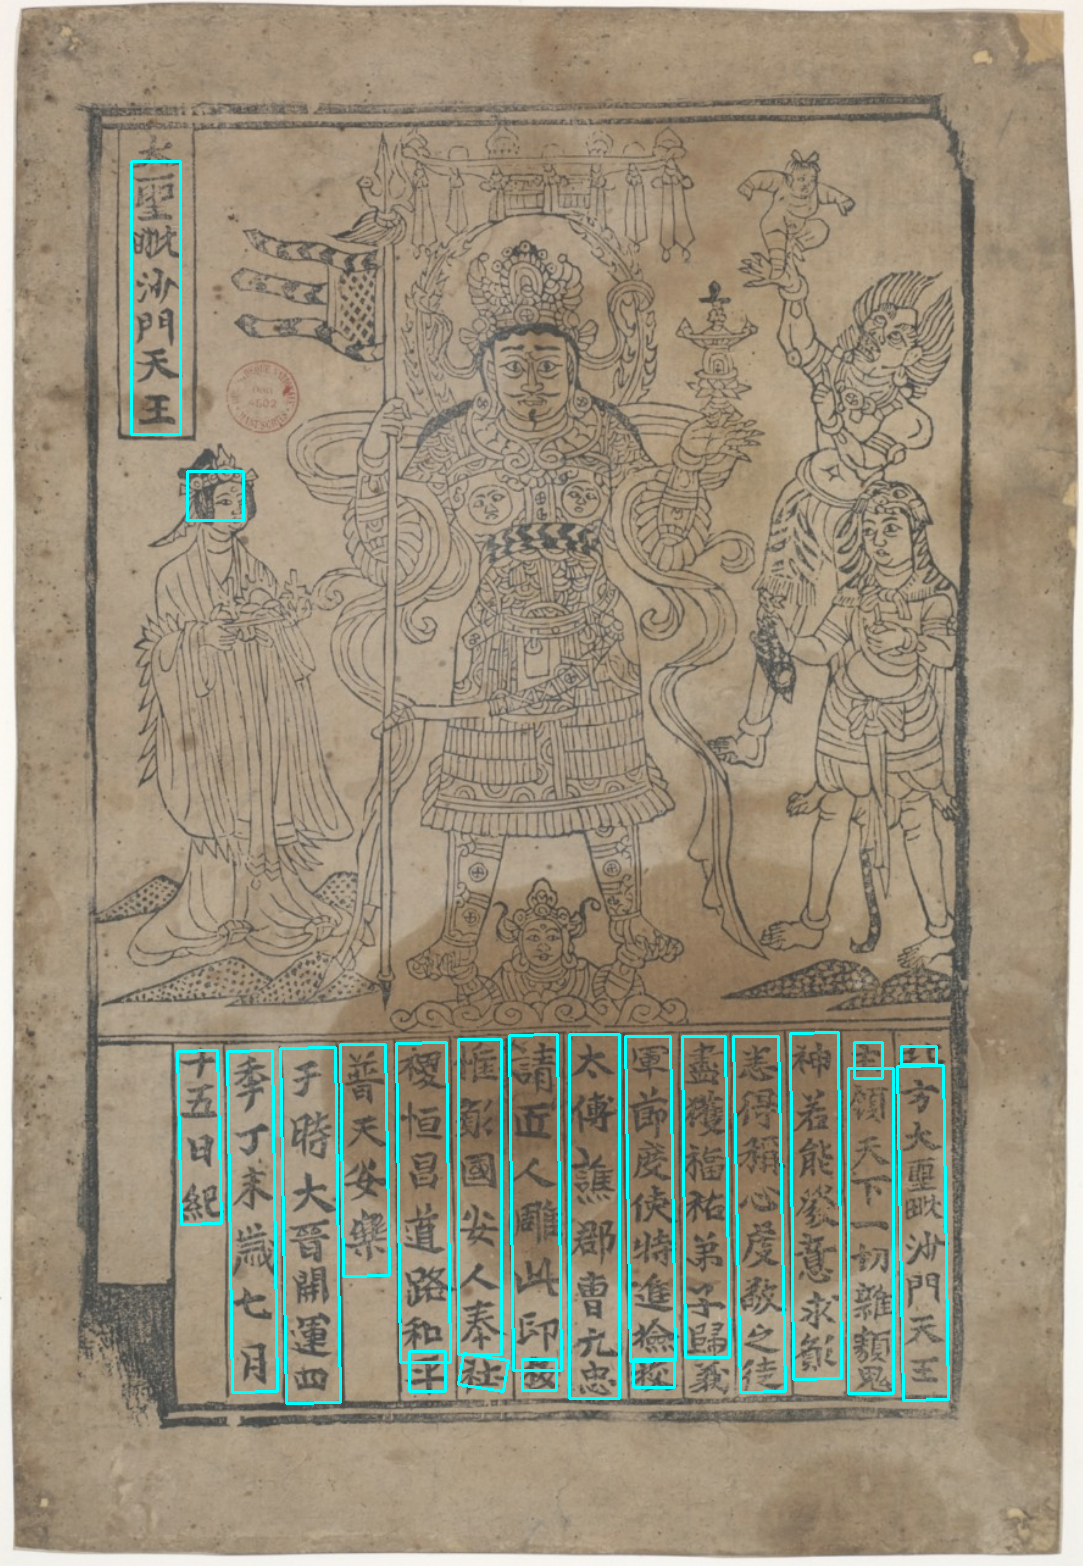 大聖毗沙門天王
北方大聖毗沙門天王
主領天下一切雜類鬼
神若能發意求願
悉得稱心虔敬之徒
盡獲福祐弟子歸義
軍節度使特進檢校
太傅譙郡曹元忠
請匠人雕此印板
惟願國安人泰社
稷恒昌道路和平
普天安樂
于時大晉開運四
年丁未歲七月
十五日紀